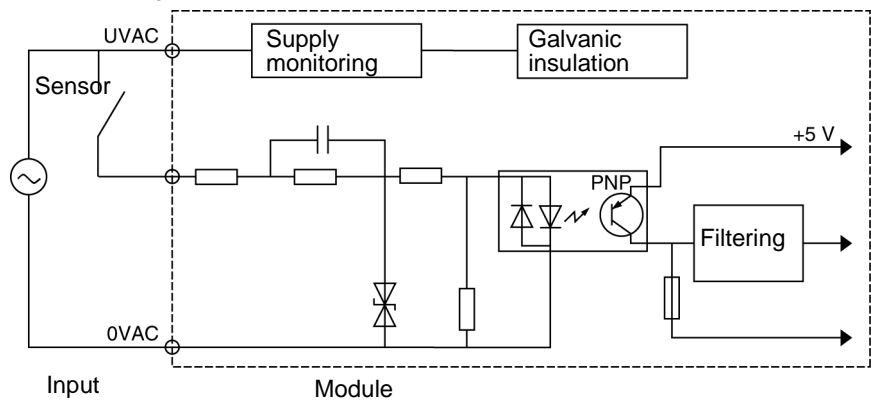 UVAC
Supply
monitoring
Galvanic
insulation
Sensor
+5 V
PNP
Filtering
0VAC
Input
Module